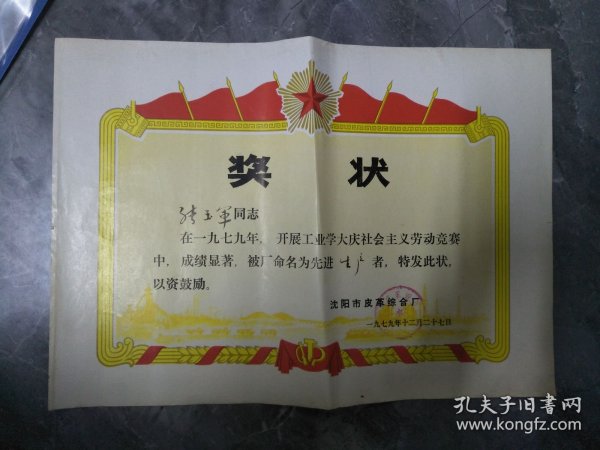 奖 状
张玉军同志
在一九七九年，开展工业学大庆社会主义劳动竞赛
中，成绩显著，被厂命名为先进生产者，特发此状，
以资鼓励。
沈阳市皮革综合厂
一九七九年十二月二十七日
孔夫子旧书网
www.kongfz.com